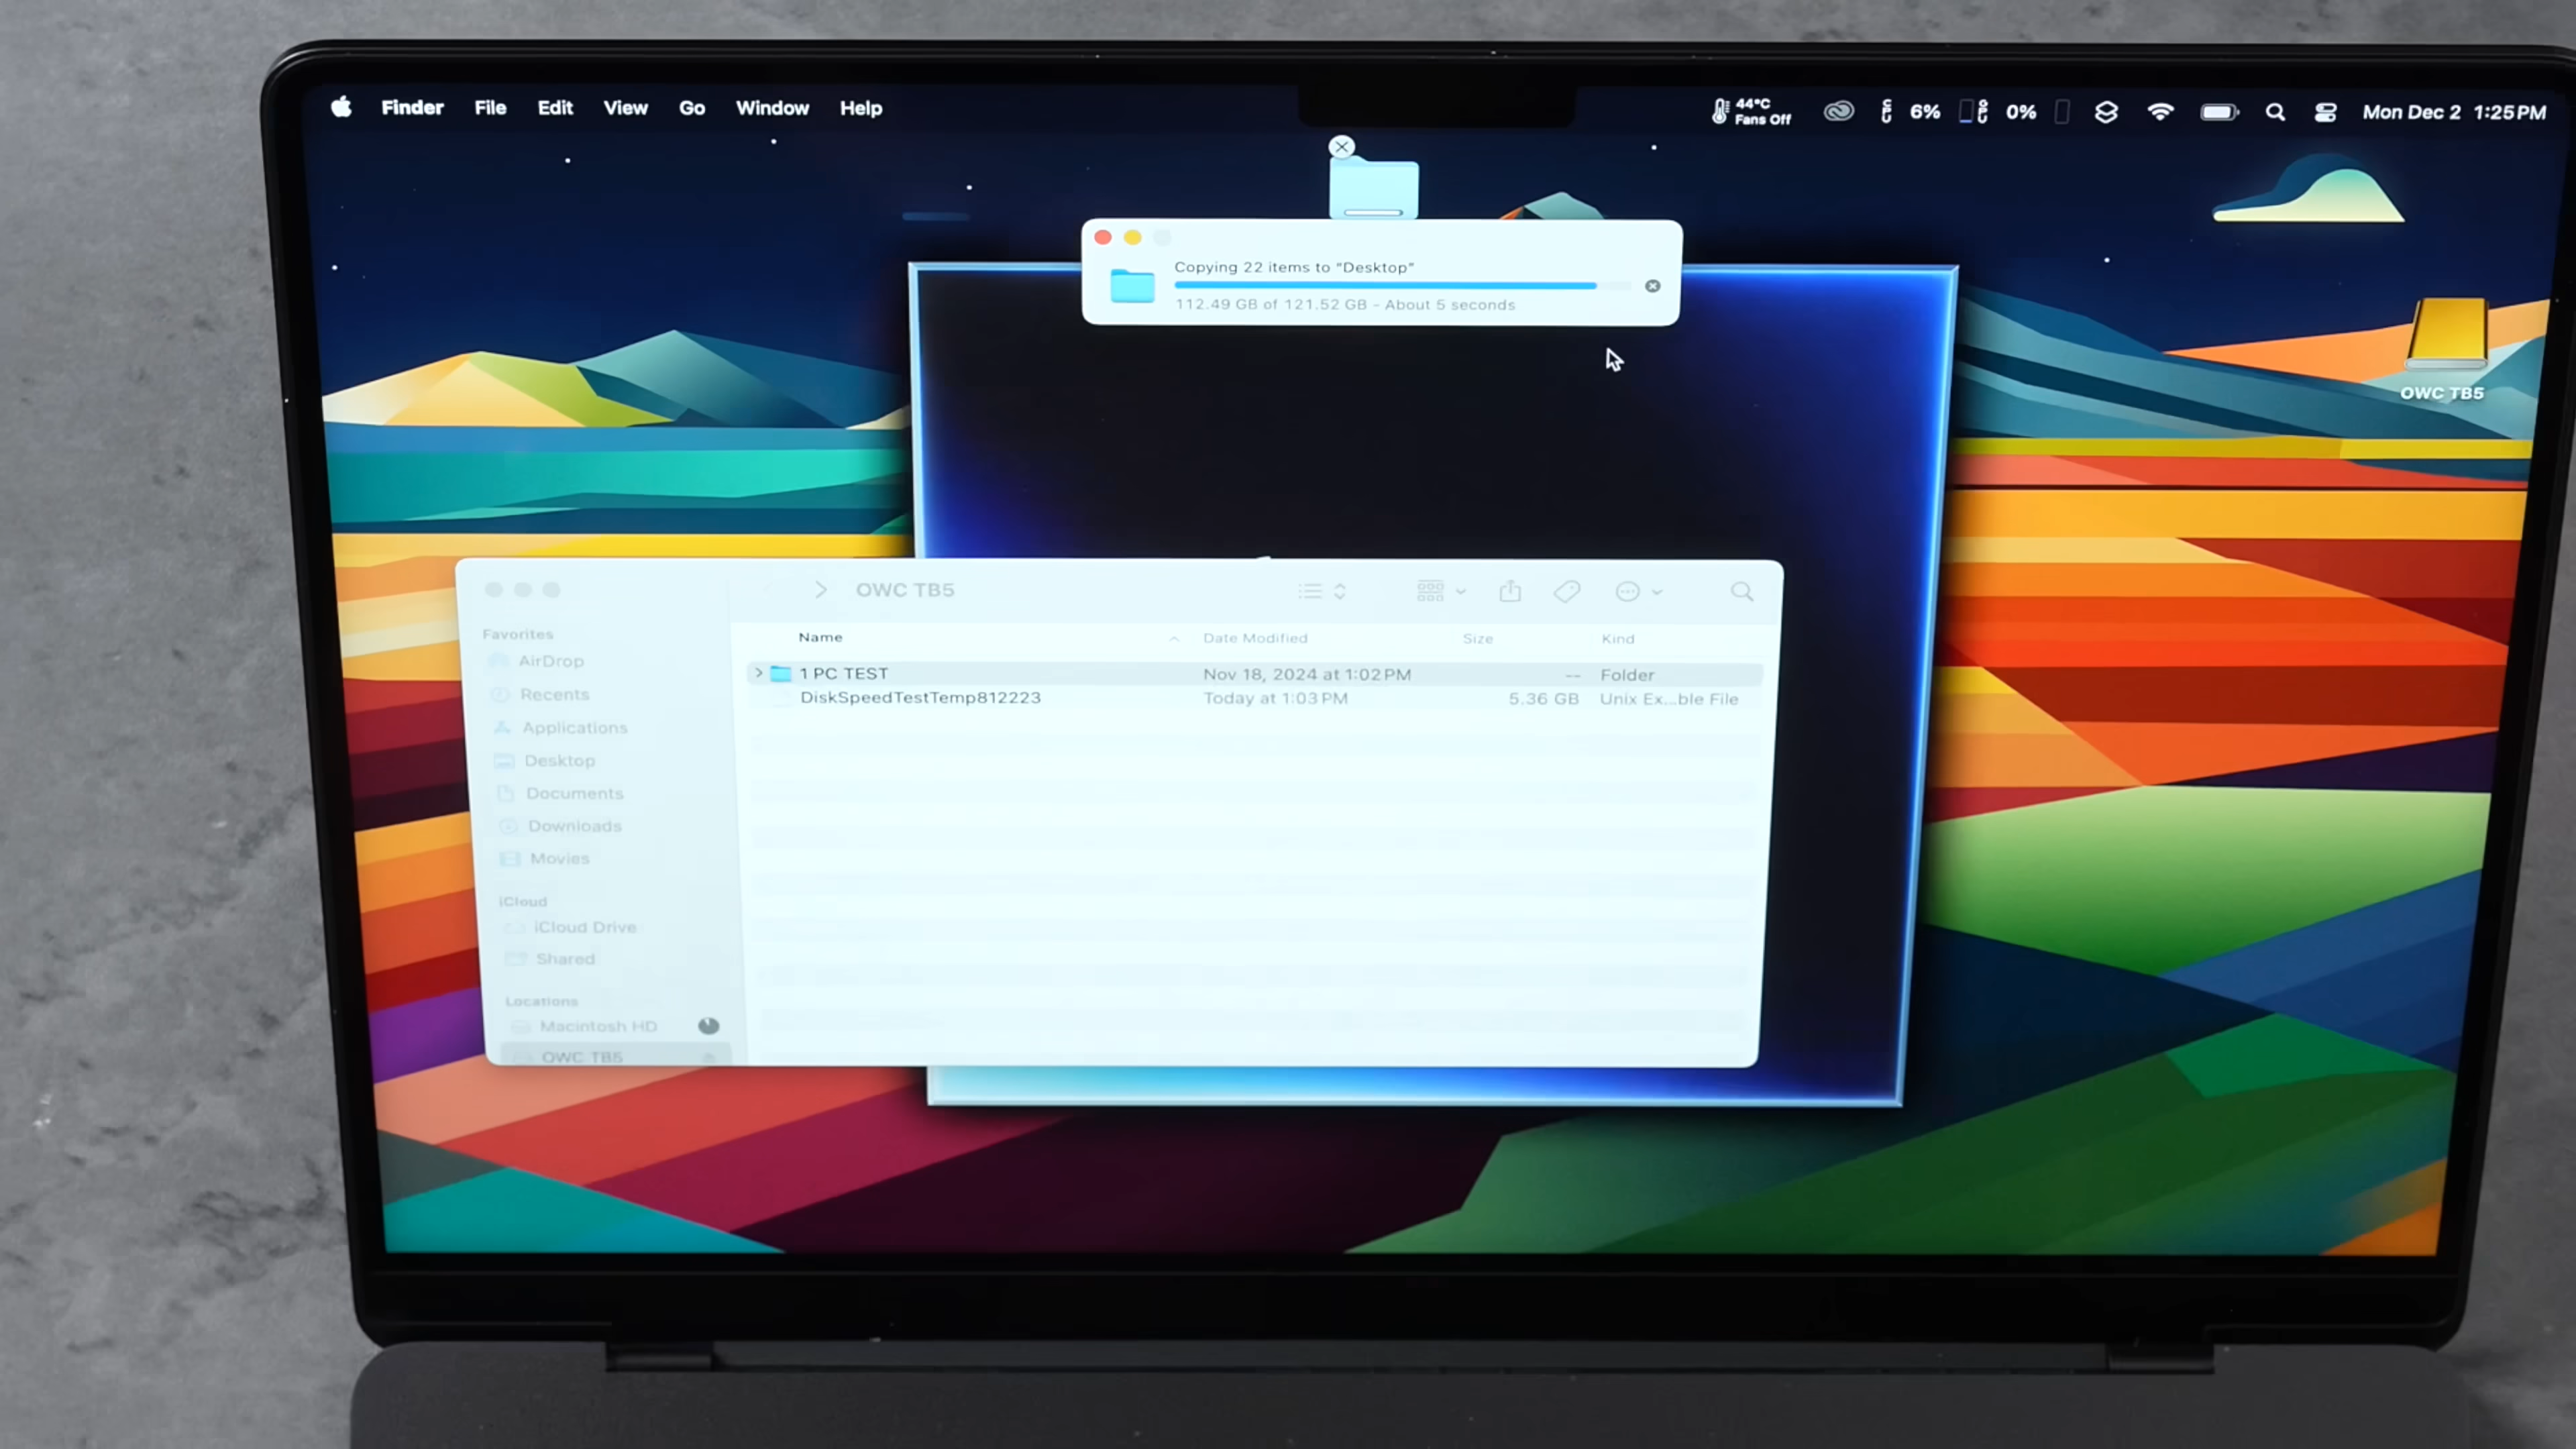 Finder File Edit View Go Window Help
44°C
Fans Off
CPU 6% GPU 0% Mon Dec 2 1:25PM
Copying 22 items to "Desktop"
112.49 GB of 121.52 GB – About 5 seconds
OWC TB5
OWC TB5
Favorites
AirDrop
Recents
Applications
Desktop
Documents
Downloads
Movies
iCloud
iCloud Drive
Shared
Locations
Macintosh HD
OWC TB5
Name Date Modified Size Kind
1 PC TEST Nov 18, 2024 at 1:02 PM -- Folder
DiskSpeedTestTemp812223 Today at 1:03 PM 5.36 GB Unix Ex...ble File